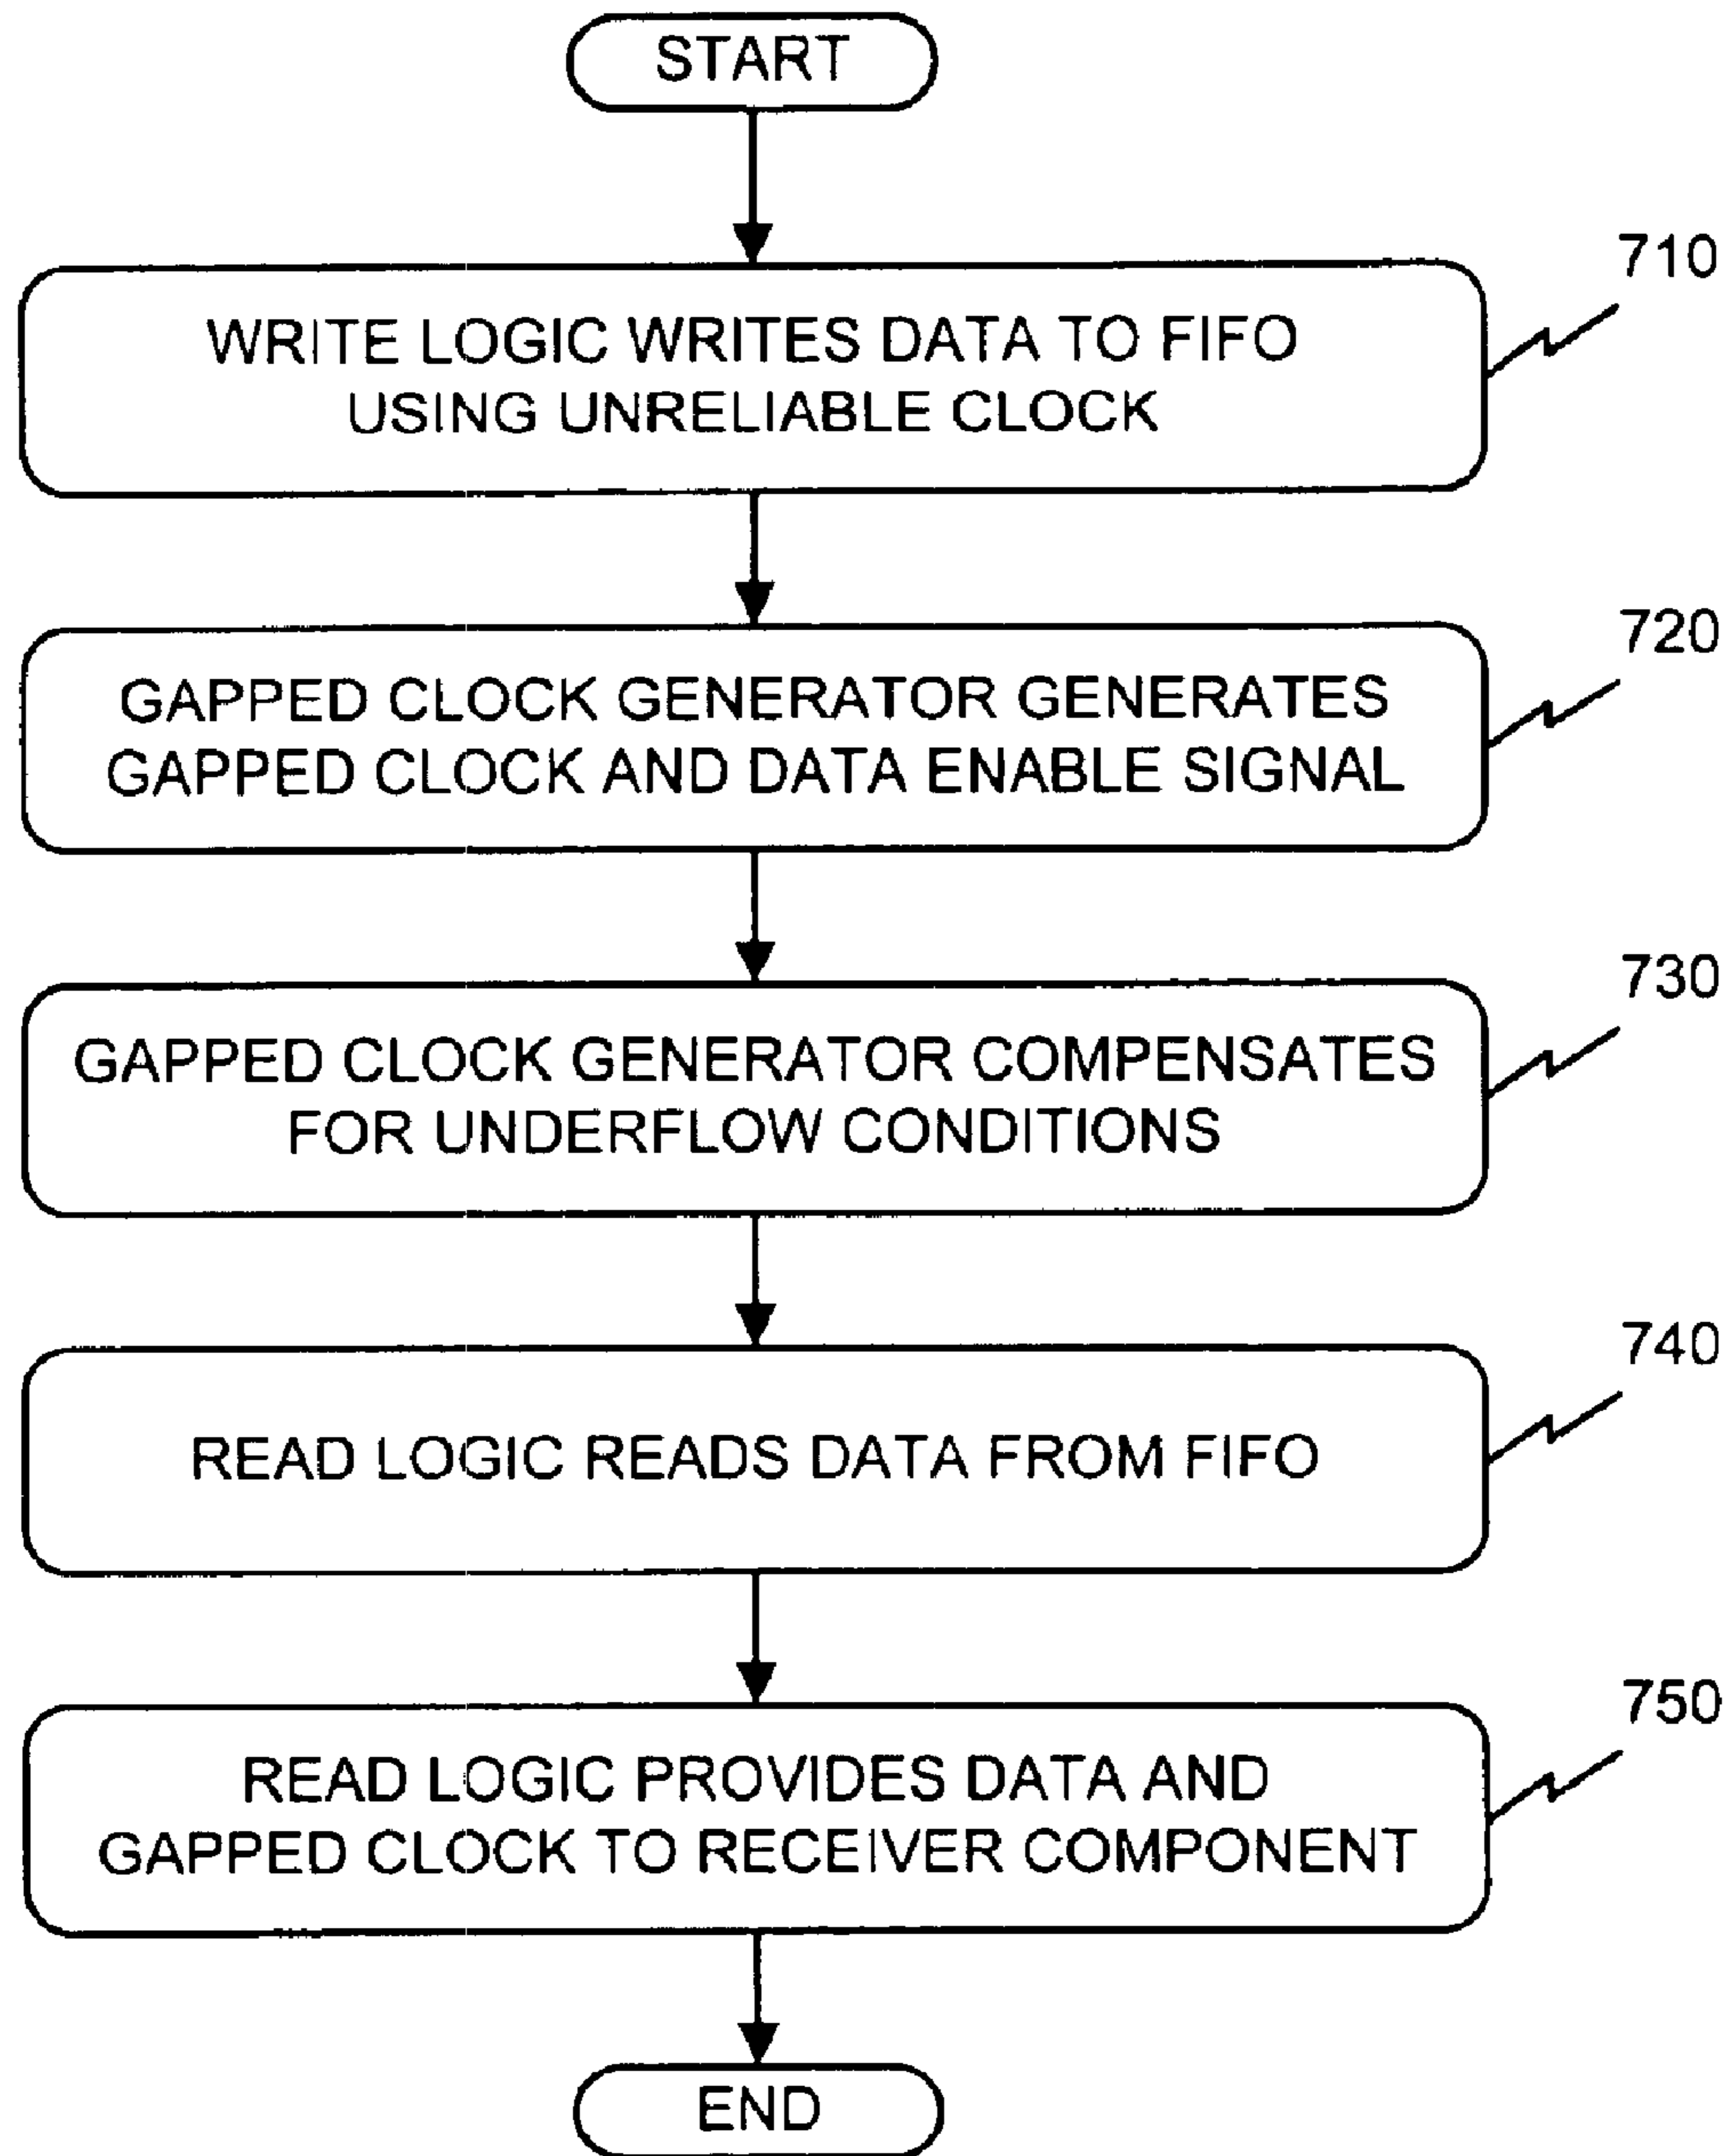 START
710
WRITE LOGIC WRITES DATA TO FIFO
USING UNRELIABLE CLOCK
720
GAPPED CLOCK GENERATOR GENERATES
GAPPED CLOCK AND DATA ENABLE SIGNAL
730
GAPPED CLOCK GENERATOR COMPENSATES
FOR UNDERFLOW CONDITIONS
740
READ LOGIC READS DATA FROM FIFO
750
READ LOGIC PROVIDES DATA AND
GAPPED CLOCK TO RECEIVER COMPONENT
END